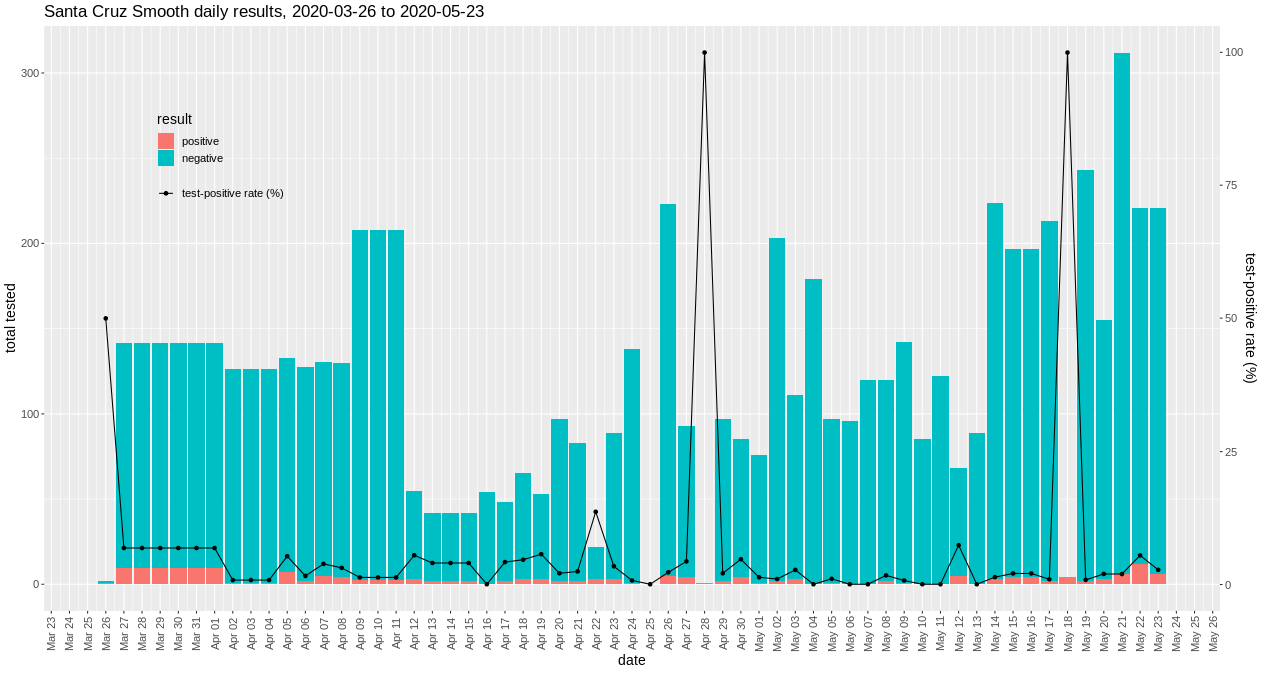 Santa Cruz Smooth daily results, 2020-03-26 to 2020-05-23
result
positive
negative
test-positive rate (%)
total tested
300
200
100
0
test-positive rate (%)
100
75
50
25
0
Mar 23
Mar 24
Mar 25
Mar 26
Mar 27
Mar 28
Mar 29
Mar 30
Mar 31
Apr 01
Apr 02
Apr 03
Apr 04
Apr 05
Apr 06
Apr 07
Apr 08
Apr 09
Apr 10
Apr 11
Apr 12
Apr 13
Apr 14
Apr 15
Apr 16
Apr 17
Apr 18
Apr 19
Apr 20
Apr 21
Apr 22
Apr 23
Apr 24
Apr 25
Apr 26
Apr 27
Apr 28
Apr 29
Apr 30
May 01
May 02
May 03
May 04
May 05
May 06
May 07
May 08
May 09
May 10
May 11
May 12
May 13
May 14
May 15
May 16
May 17
May 18
May 19
May 20
May 21
May 22
May 23
May 24
May 25
May 26
date